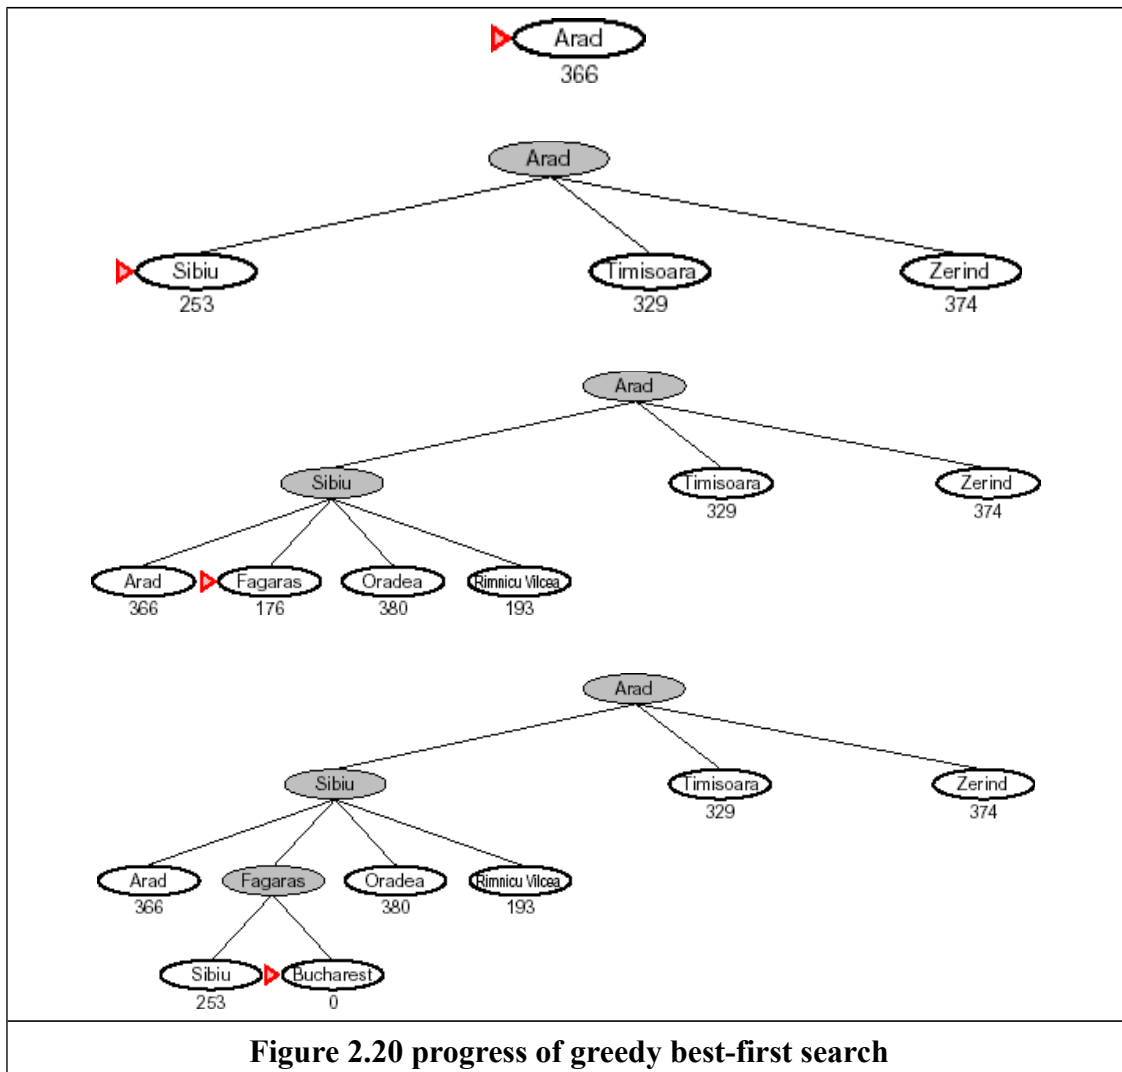 Arad
366
Arad
Sibiu Timisoara Zerind
253 329 374
Arad
Sibiu Timisoara Zerind
329 374
Arad Fagaras Oradea Rimnicu Vilcea
366 176 380 193
Arad
Sibiu Timisoara Zerind
329 374
Arad Fagaras Oradea Rimnicu Vilcea
366 380 193
Sibiu Bucharest
253 0
Figure 2.20 progress of greedy best-first search